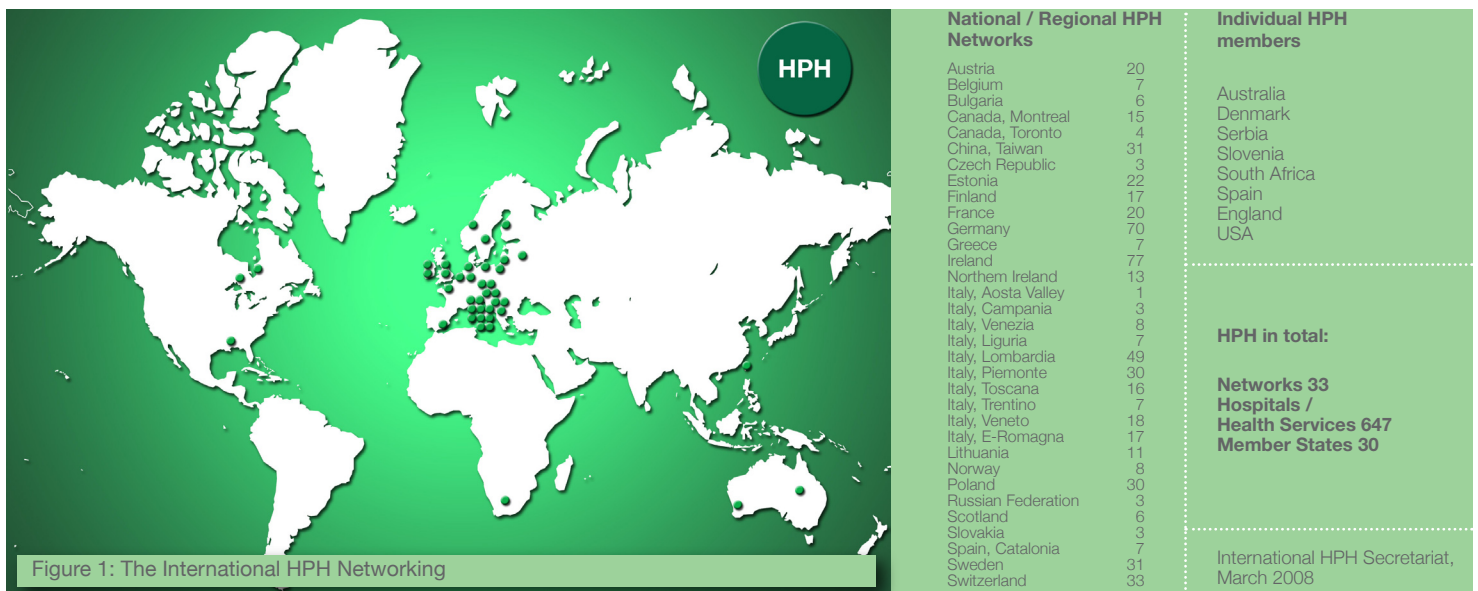 HPH
Figure 1: The International HPH Networking
National / Regional HPH
Networks
Austria 20
Belgium 7
Bulgaria 6
Canada, Montreal 15
Canada, Toronto 4
China, Taiwan 31
Czech Republic 3
Estonia 22
Finland 17
France 20
Germany 70
Greece 7
Ireland 77
Northern Ireland 13
Italy, Aosta Valley 1
Italy, Campania 3
Italy, Venezia 8
Italy, Liguria 7
Italy, Lombardia 49
Italy, Piemonte 30
Italy, Toscana 16
Italy, Trentino 7
Italy, Veneto 18
Italy, E-Romagna 17
Lithuania 11
Norway 8
Poland 30
Russian Federation 3
Scotland 6
Slovakia 3
Spain, Catalonia 7
Sweden 31
Switzerland 33
Individual HPH
members
Australia
Denmark
Serbia
Slovenia
South Africa
Spain
England
USA
HPH in total:
Networks 33
Hospitals /
Health Services 647
Member States 30
International HPH Secretariat,
March 2008